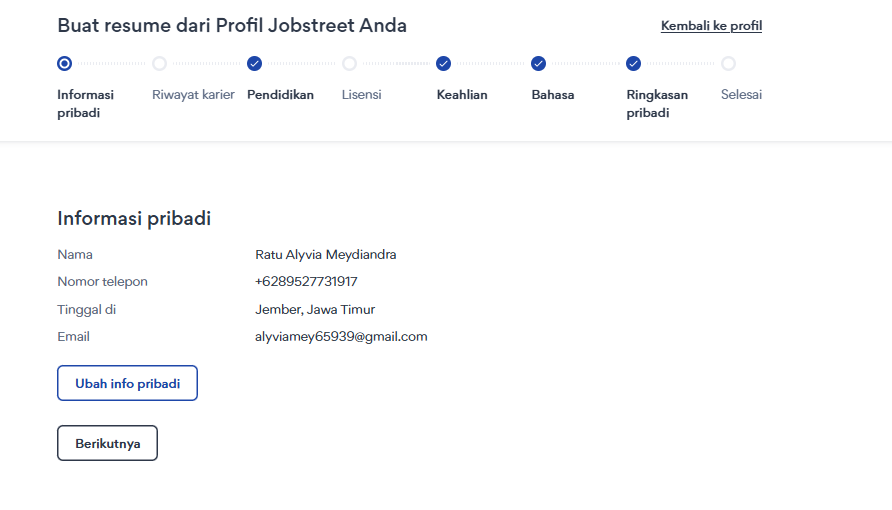 Buat resume dari Profil Jobstreet Anda
Kembali ke profil
Informasi pribadi
Riwayat karier
Pendidikan
Lisensi
Keahlian
Bahasa
Ringkasan pribadi
Selesai
Informasi pribadi
Nama Ratu Alyvia Meydiandra
Nomor telepon +6289527731917
Tinggal di Jember, Jawa Timur
Email alyviamey65939@gmail.com
Ubah info pribadi
Berikutnya